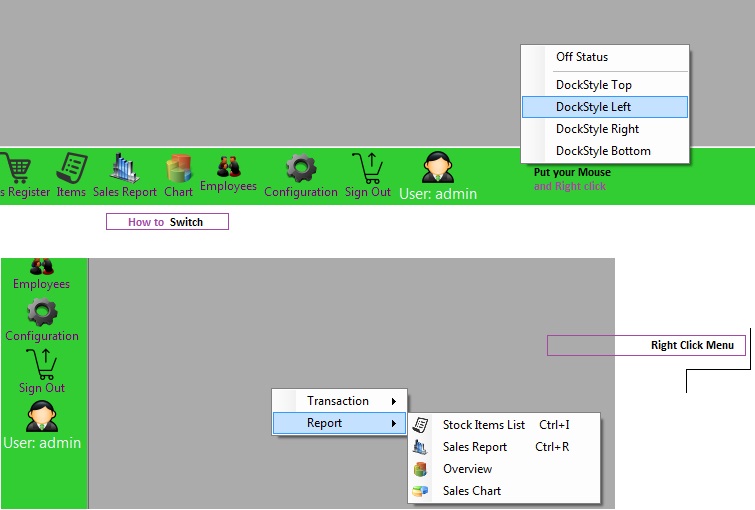 Off Status
DockStyle Top
DockStyle Left
DockStyle Right
DockStyle Bottom
s Register Items Sales Report Chart Employees Configuration Sign Out User: admin
Put your Mouse
and Right click
How to Switch
Employees
Configuration
Sign Out
User: admin
Right Click Menu
Transaction
Report
Stock Items List Ctrl+I
Sales Report Ctrl+R
Overview
Sales Chart